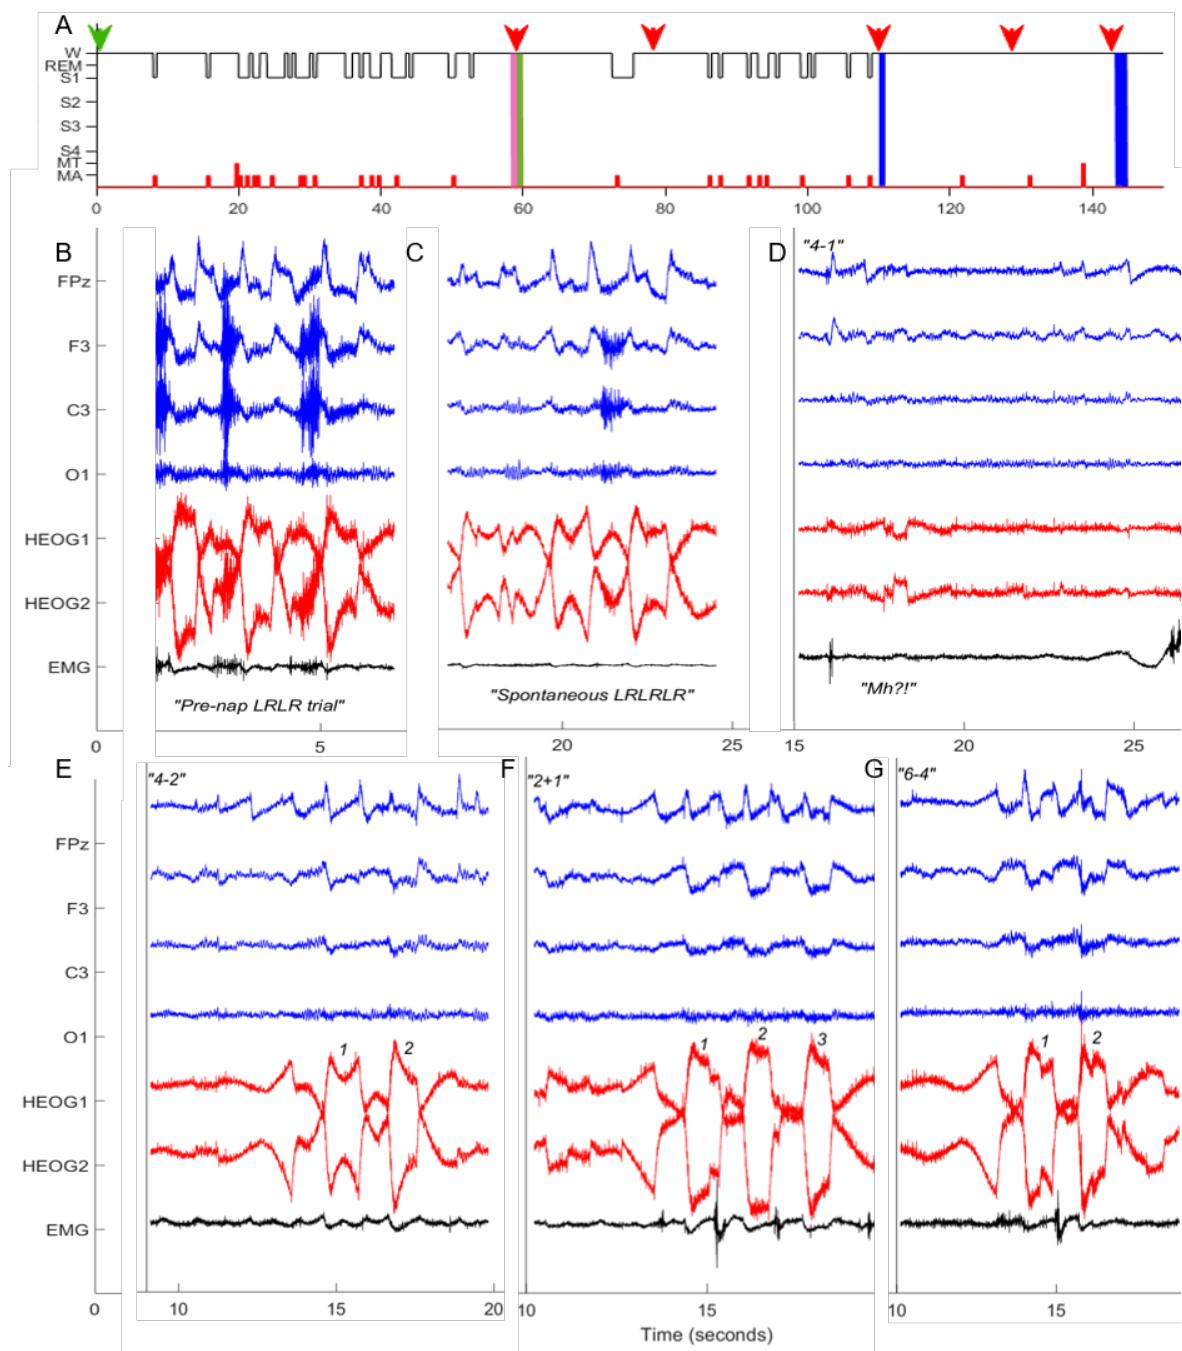 A
W
REM
S1
S2
S3
S4
MT
MA
0 20 40 60 80 100 120 140
B C D
"4-1"
FPz
F3
C3
O1
HEOG1
HEOG2
EMG
"Pre-nap LRLR trial" "Spontaneous LRLRLR" "Mh?!"
0 5 20 25 15 20 25
E F G
"4-2" "2+1" "6-4"
FPz
F3
C3
O1
1 2 1 2 3 1 2
HEOG1
HEOG2
EMG
0 10 15 20 10 15 10 15
Time (seconds)